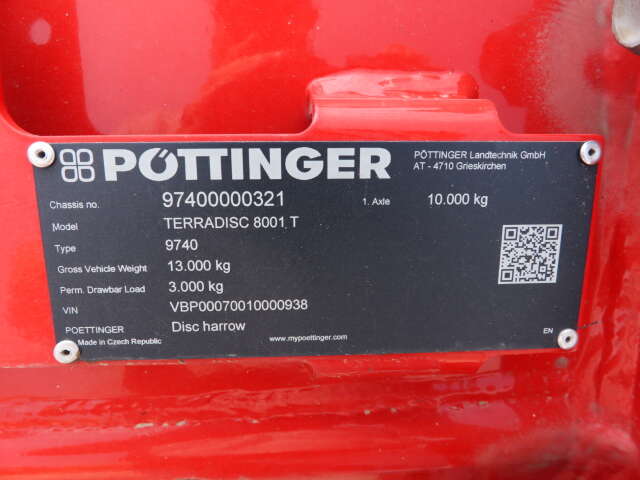 PÖTTINGER
PÖTTINGER Landtechnik GmbH
AT - 4710 Grieskirchen
Chassis no. 97400000321 1. Axle 10.000 kg
Model TERRADISC 8001 T
Type 9740
Gross Vehicle Weight 13.000 kg
Perm. Drawbar Load 3.000 kg
VIN VBP00070010000938
POETTINGER Disc harrow EN
Made in Czech Republic www.mypoettinger.com